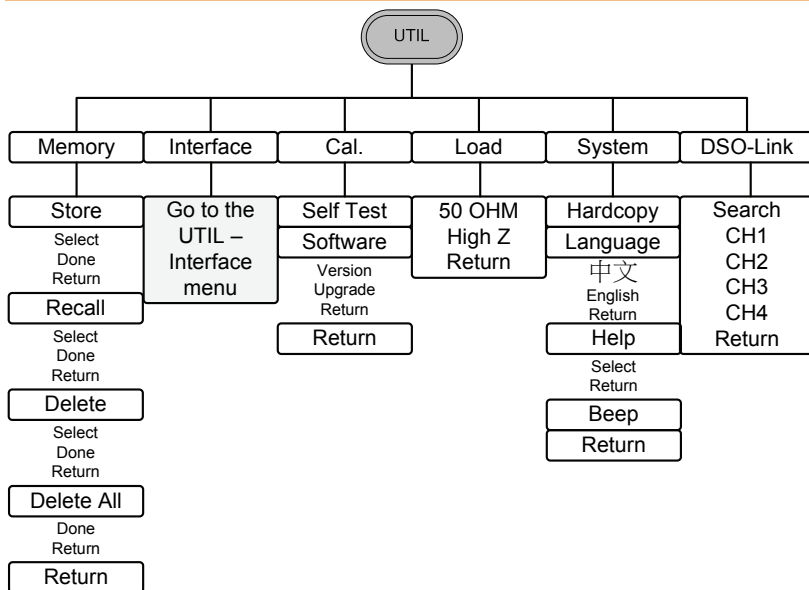 UTIL
Memory
Interface
Cal.
Load
System
DSO-Link
Store
Select
Done
Return
Recall
Select
Done
Return
Delete
Select
Done
Return
Delete All
Done
Return
Return
Go to the
UTIL –
Interface
menu
Self Test
Software
Version
Upgrade
Return
Return
50 OHM
High Z
Return
Hardcopy
Language
中文
English
Return
Help
Select
Return
Beep
Return
Search
CH1
CH2
CH3
CH4
Return